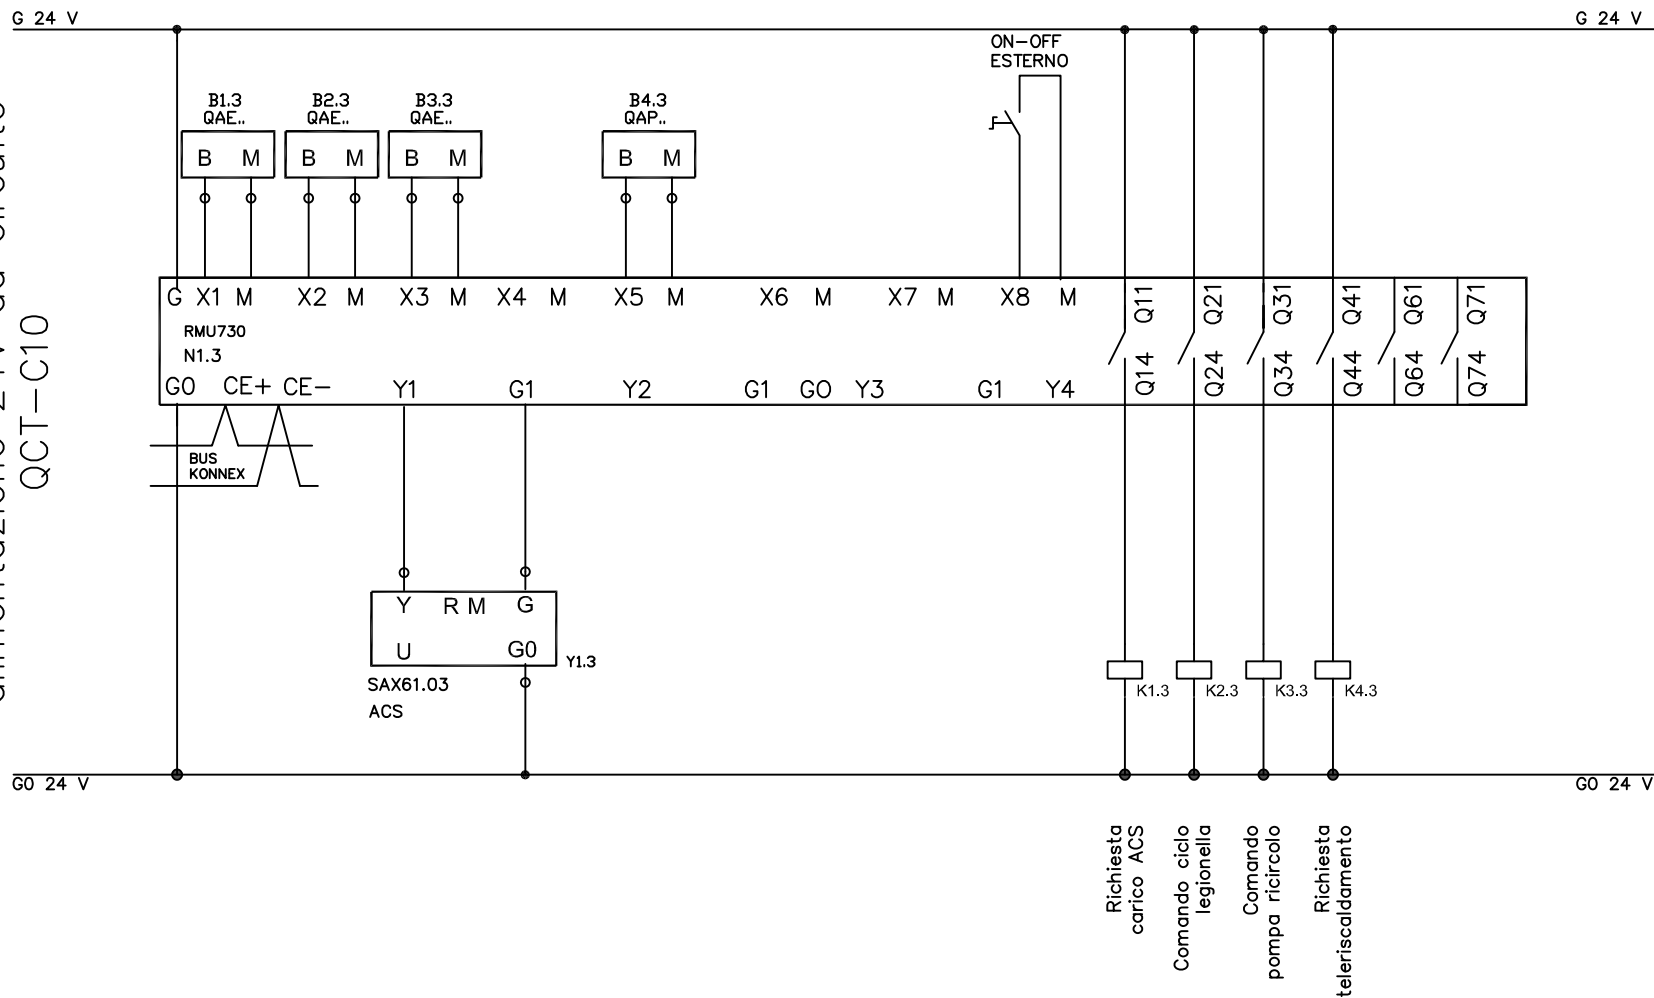 G 24 V
G 24 V
ON-OFF
ESTERNO
B1.3
QAE..
B2.3
QAE..
B3.3
QAE..
B4.3
QAP..
B M
B M
B M
B M
G X1 M X2 M X3 M X4 M X5 M X6 M X7 M X8 M
Q11
Q21
Q31
Q41
Q61
Q71
RMU730
N1.3
G0 CE+ CE- Y1 G1 Y2 G1 G0 Y3 G1 Y4
Q14
Q24
Q34
Q44
Q64
Q74
QCT-C10
BUS
KONNEX
Y R M G
U G0
Y1.3
SAX61.03
ACS
K1.3
K2.3
K3.3
K4.3
G0 24 V
G0 24 V
Richiesta
carico ACS
Comando ciclo
legionella
Comando
pompa ricircolo
Richiesta
teleriscaldamento